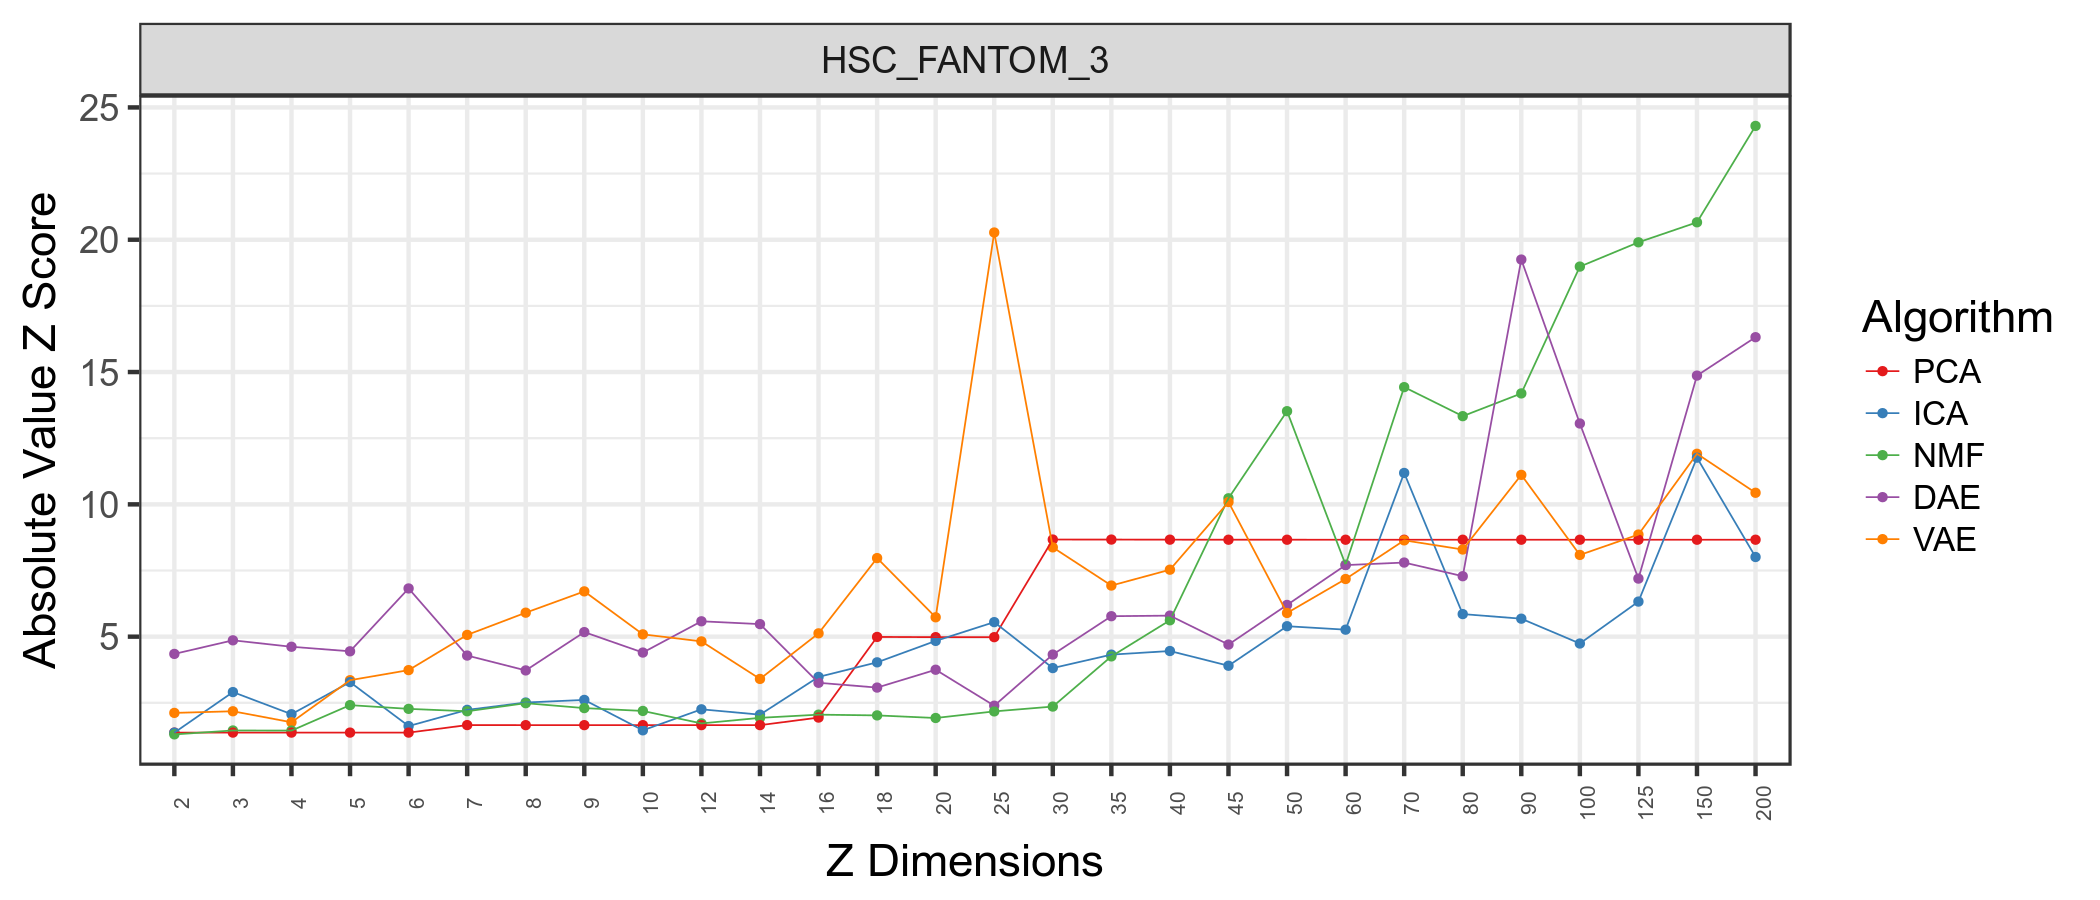 HSC_FANTOM_3
Absolute Value Z Score
25
20
15
10
5
2 3 4 5 6 7 8 9 10 12 14 16 18 20 25 30 35 40 45 50 60 70 80 90 100 125 150 200
Z Dimensions
Algorithm
PCA
ICA
NMF
DAE
VAE